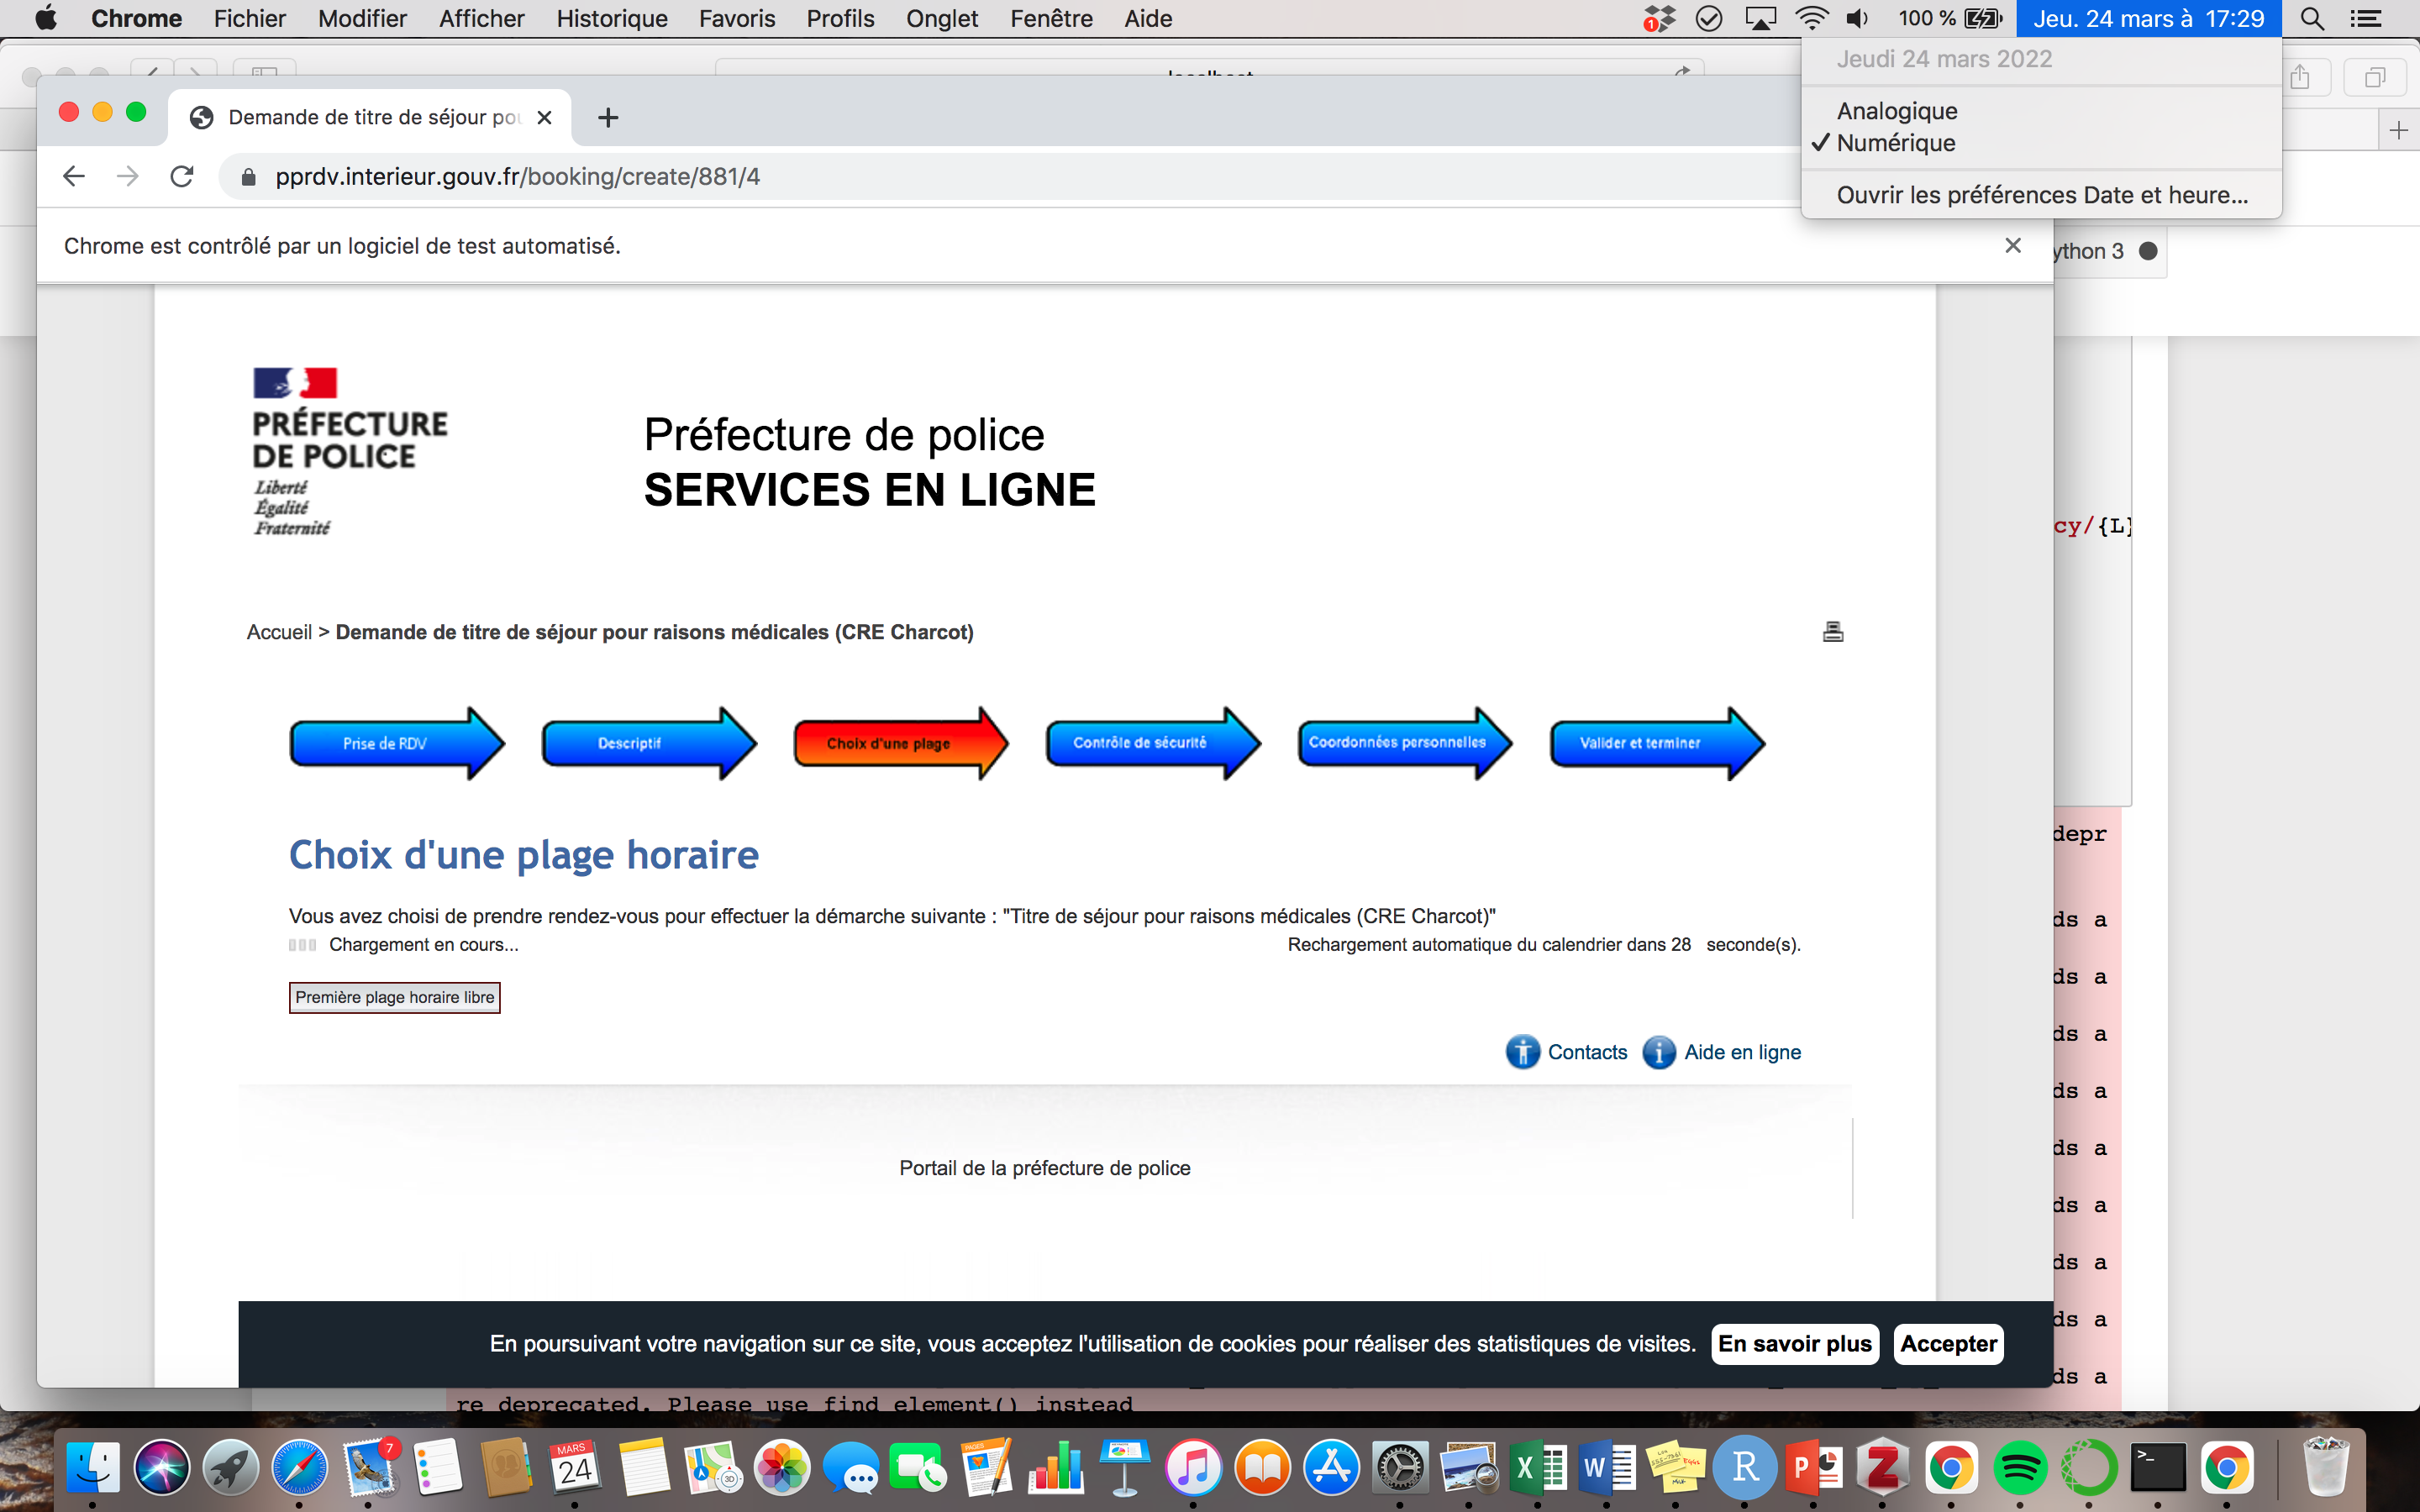 Chrome Fichier Modifier Afficher Historique Favoris Profils Onglet Fenêtre Aide 1 100 % Jeu. 24 mars à 17:29
Jeudi 24 mars 2022
Analogique
✓ Numérique
Ouvrir les préférences Date et heure...
Demande de titre de séjour
pprdv.interieur.gouv.fr/booking/create/881/4
Chrome est contrôlé par un logiciel de test automatisé.
ython 3
PRÉFECTURE
DE POLICE
Liberté
Égalité
Fraternité
Préfecture de police
SERVICES EN LIGNE
cy/{L}
Accueil > Demande de titre de séjour pour raisons médicales (CRE Charcot)
Prise de RDV
Descriptif
Choix d'une plage
Contrôle de sécurité
Coordonnées personnelles
Valider et terminer
Choix d'une plage horaire
depr
Vous avez choisi de prendre rendez-vous pour effectuer la démarche suivante : "Titre de séjour pour raisons médicales (CRE Charcot)"
ds a
Chargement en cours...
Rechargement automatique du calendrier dans 28 seconde(s).
ds a
Première plage horaire libre
ds a
Contacts
Aide en ligne
ds a
ds a
Portail de la préfecture de police
ds a
ds a
ds a
En poursuivant votre navigation sur ce site, vous acceptez l'utilisation de cookies pour réaliser des statistiques de visites. En savoir plus Accepter
ds a
re deprecated. Please use find_element() instead
7
MARS
24
PAGES
3D
X
W
R
P
Z
>_